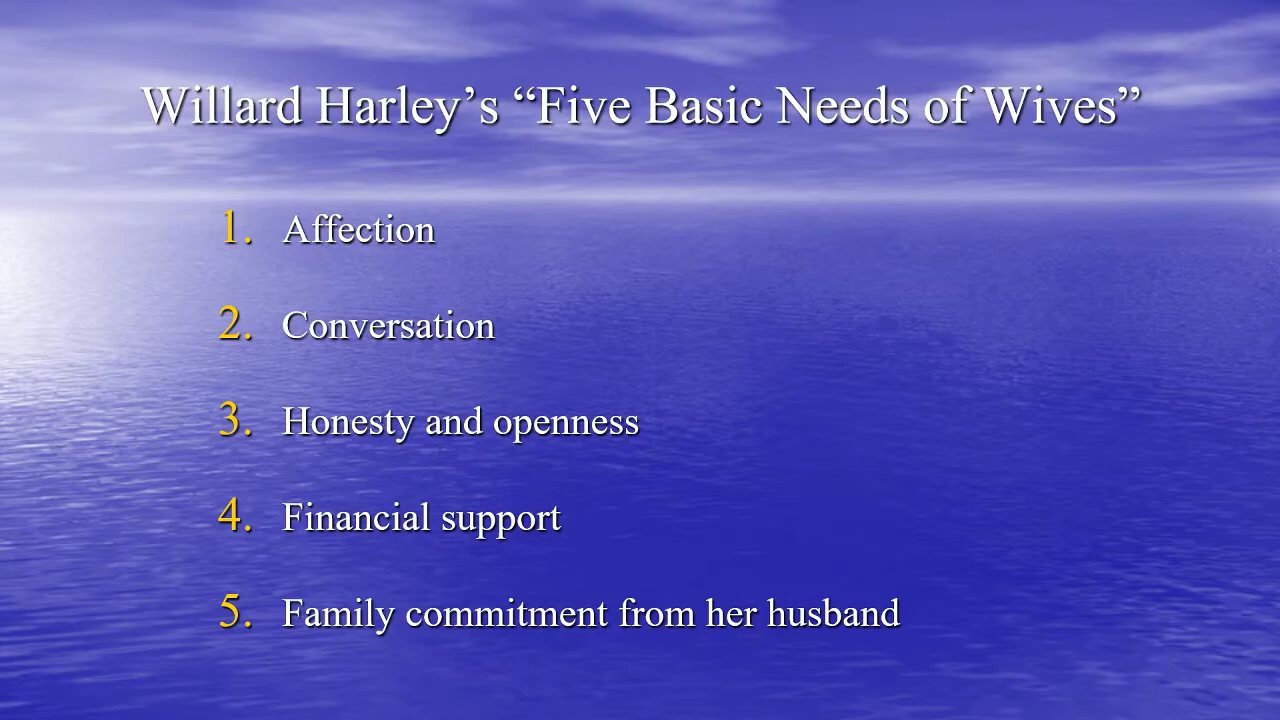 Willard Harley’s “Five Basic Needs of Wives”
1. Affection
2. Conversation
3. Honesty and openness
4. Financial support
5. Family commitment from her husband